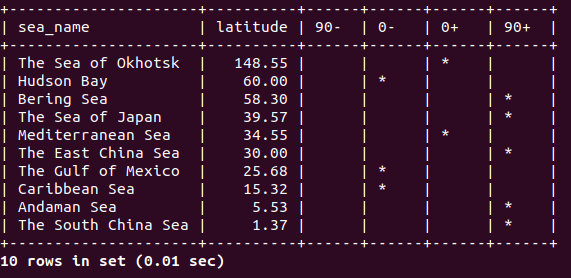 +-------------------+----------+------+------+------+------+
| sea_name          | latitude | 90-  | 0-   | 0+   | 90+  |
+-------------------+----------+------+------+------+------+
| The Sea of Okhotsk  |   148.55 |      |      | *    |      |
| Hudson Bay          |    60.00 |      | *    |      |      |
| Bering Sea          |    58.30 |      |      |      | *    |
| The Sea of Japan    |    39.57 |      |      |      | *    |
| Mediterranean Sea   |    34.55 |      |      | *    |      |
| The East China Sea  |    30.00 |      |      |      | *    |
| The Gulf of Mexico  |    25.68 |      | *    |      |      |
| Caribbean Sea       |    15.32 |      | *    |      |      |
| Andaman Sea         |     5.53 |      |      |      | *    |
| The South China Sea |     1.37 |      |      |      | *    |
+-------------------+----------+------+------+------+------+
10 rows in set (0.01 sec)